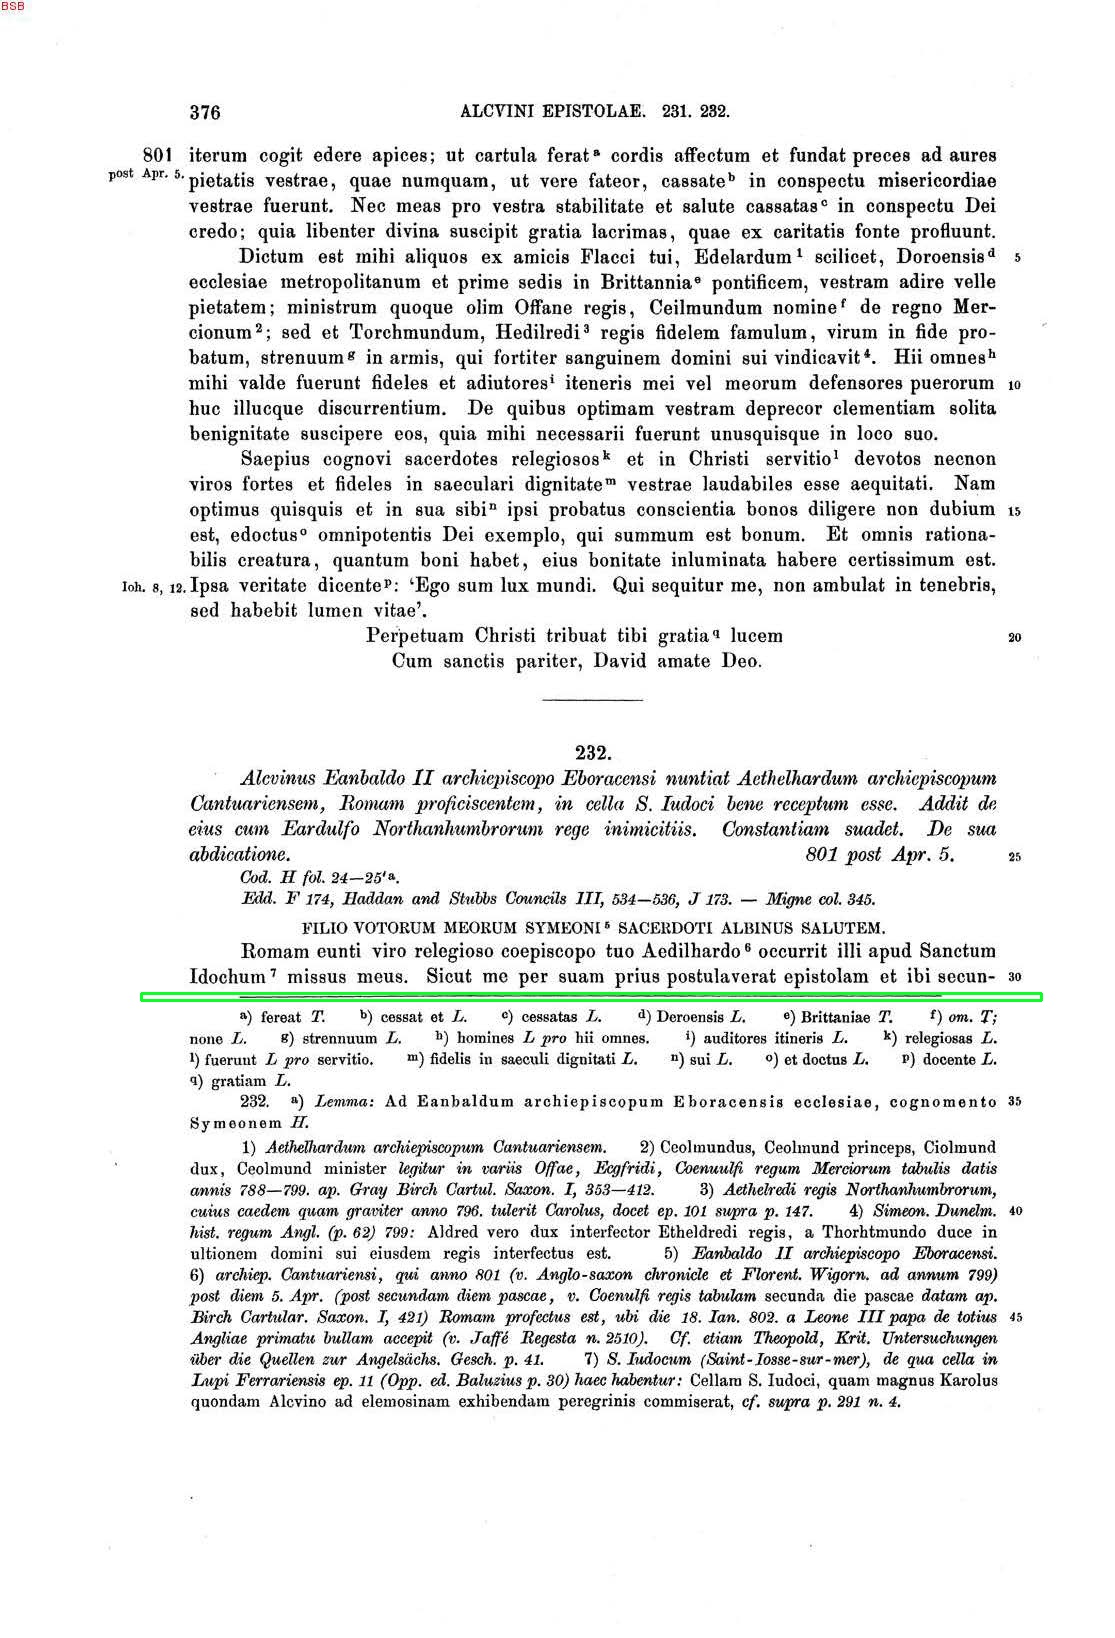 BSB
376 ALCVINI EPISTOLAE. 231. 232.
801 iterum cogit edere apices; ut cartula ferat a cordis affectum et fundat preces ad aures
post Apr. 5. pietatis vestrae, quae numquam, ut vere fateor, cassate b in conspectu misericordiae
vestrae fuerunt. Nec meas pro vestra stabilitate et salute cassatas c in conspectu Dei
credo; quia libenter divina suscipit gratia lacrimas, quae ex caritatis fonte profluunt.
Dictum est mihi aliquos ex amicis Flacci tui, Edelardum 1 scilicet, Doroensis d 5
ecclesiae metropolitanum et prime sedis in Brittannia e pontificem, vestram adire velle
pietatem; ministrum quoque olim Offane regis, Ceilmundum nomine f de regno Mer-
cionum 2; sed et Torchmundum, Hedilredi 3 regis fidelem famulum, virum in fide pro-
batum, strenuum g in armis, qui fortiter sanguinem domini sui vindicavit 4. Hii omnes h
mihi valde fuerunt fideles et adiutores i iteneris mei vel meorum defensores puerorum 10
huc illucque discurrentium. De quibus optimam vestram deprecor clementiam solita
benignitate suscipere eos, quia mihi necessarii fuerunt unusquisque in loco suo.
Saepius cognovi sacerdotes relegiosos k et in Christi servitio l devotos necnon
viros fortes et fideles in saeculari dignitate m vestrae laudabiles esse aequitati. Nam
optimus quisquis et in sua sibi n ipsi probatus conscientia bonos diligere non dubium 15
est, edoctus o omnipotentis Dei exemplo, qui summum est bonum. Et omnis rationa-
bilis creatura, quantum boni habet, eius bonitate inluminata habere certissimum est.
Ioh. 8, 12. Ipsa veritate dicente p: ‘Ego sum lux mundi. Qui sequitur me, non ambulat in tenebris,
sed habebit lumen vitae’.
Perpetuam Christi tribuat tibi gratia q lucem 20
Cum sanctis pariter, David amate Deo.
232.
Alcvinus Eanbaldo II archiepiscopo Eboracensi nuntiat Aethelhardum archiepiscopum
Cantuariensem, Romam proficiscentem, in cella S. Iudoci bene receptum esse. Addit de
eius cum Eardulfo Northanhumbrorum rege inimicitiis. Constantiam suadet. De sua
abdicatione. 801 post Apr. 5. 25
Cod. H fol. 24—25' a.
Edd. F 174, Haddan and Stubbs Councils III, 534—536, J 173. — Migne col. 345.
FILIO VOTORUM MEORUM SYMEONI 5 SACERDOTI ALBINUS SALUTEM.
Romam eunti viro relegioso coepiscopo tuo Aedilhardo 6 occurrit illi apud Sanctum
Idochum 7 missus meus. Sicut me per suam prius postulaverat epistolam et ibi secun- 30
a) fereat T. b) cessat et L. c) cessatas L. d) Deroensis L. e) Brittaniae T. f) om. T;
none L. g) strennuum L. h) homines L pro hii omnes. i) auditores itineris L. k) relegiosas L.
l) fuerunt L pro servitio. m) fidelis in saeculi dignitati L. n) sui L. o) et doctus L. p) docente L.
q) gratiam L.
232. a) Lemma: Ad Eanbaldum archiepiscopum Eboracensis ecclesiae, cognomento 35
Symeonem H.
1) Aethelhardum archiepiscopum Cantuariensem. 2) Ceolmundus, Ceolmund princeps, Ciolmund
dux, Ceolmund minister legitur in variis Offae, Ecgfridi, Coenuulfi regum Merciorum tabulis datis
annis 788—799. ap. Gray Birch Cartul. Saxon. I, 353—412. 3) Aethelredi regis Northanhumbrorum,
cuius caedem quam graviter anno 796. tulerit Carolus, docet ep. 101 supra p. 147. 4) Simeon. Dunelm. 40
hist. regum Angl. (p. 62) 799: Aldred vero dux interfector Etheldredi regis, a Thorhtmundo duce in
ultionem domini sui eiusdem regis interfectus est. 5) Eanbaldo II archiepiscopo Eboracensi.
6) archiep. Cantuariensi, qui anno 801 (v. Anglo-saxon chronicle et Florent. Wigorn. ad annum 799)
post diem 5. Apr. (post secundam diem pascae, v. Coenulfi regis tabulam secunda die pascae datam ap.
Birch Cartular. Saxon. I, 421) Romam profectus est, ubi die 18. Ian. 802. a Leone III papa de totius 45
Angliae primatu bullam accepit (v. Jaffé Regesta n. 2510). Cf. etiam Theopold, Krit. Untersuchungen
über die Quellen zur Angelsächs. Gesch. p. 41. 7) S. Iudocum (Saint-Iosse-sur-mer), de qua cella in
Lupi Ferrariensis ep. 11 (Opp. ed. Baluzius p. 30) haec habentur: Cellam S. Iudoci, quam magnus Karolus
quondam Alcvino ad elemosinam exhibendam peregrinis commiserat, cf. supra p. 291 n. 4.